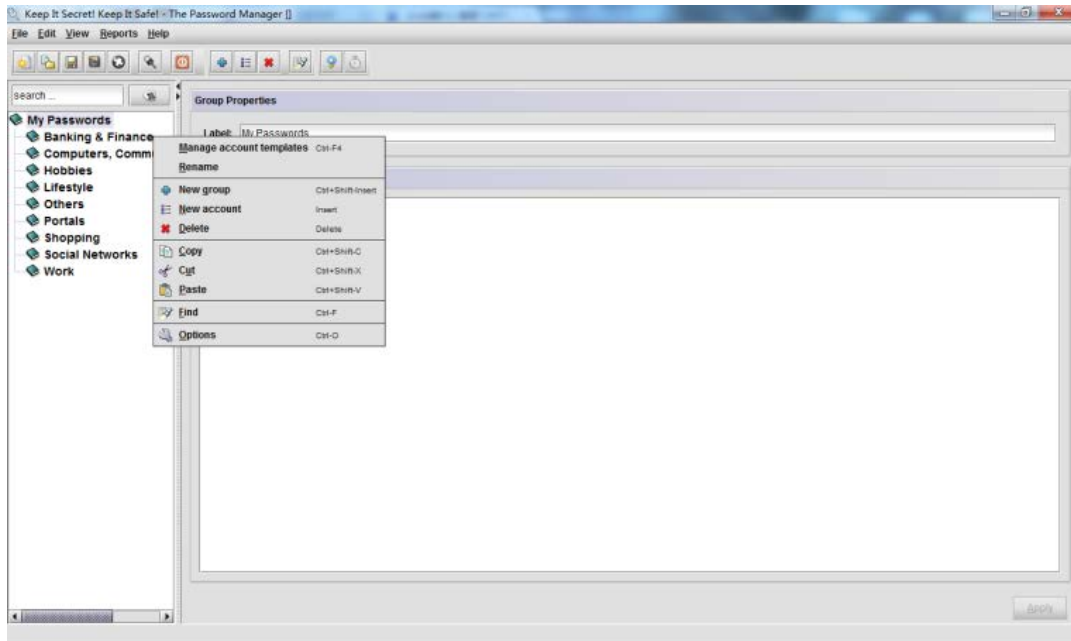 Keep It Secret! Keep It Safe! - The Password Manager []
File Edit View Reports Help
search ...
Group Properties
My Passwords
Label: My Passwords
Banking & Finance
Computers, Comm
Hobbies
Lifestyle
Others
Portals
Shopping
Social Networks
Work
Manage account templates Ctrl-F4
Rename
New group Ctrl+Shift-Insert
New account Insert
Delete Delete
Copy Ctrl+Shift-C
Cut Ctrl+Shift-X
Paste Ctrl+Shift-V
Find Ctrl-F
Options Ctrl-O
Apply